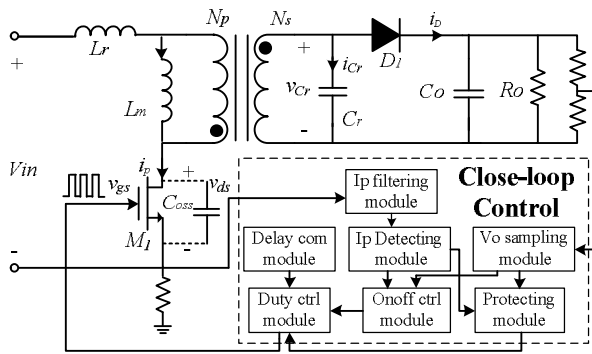 Np
Ns
Lr
+
+
iD
iCr
D1
vCr
Cr
Co
Ro
Lm
-
Vin
ip
+
vgs
vds
Coss
M1
-
-
Ip filtering
module
Close-loop
Control
Delay com
module
Ip Detecting
module
Vo sampling
module
Duty ctrl
module
Onoff ctrl
module
Protecting
module